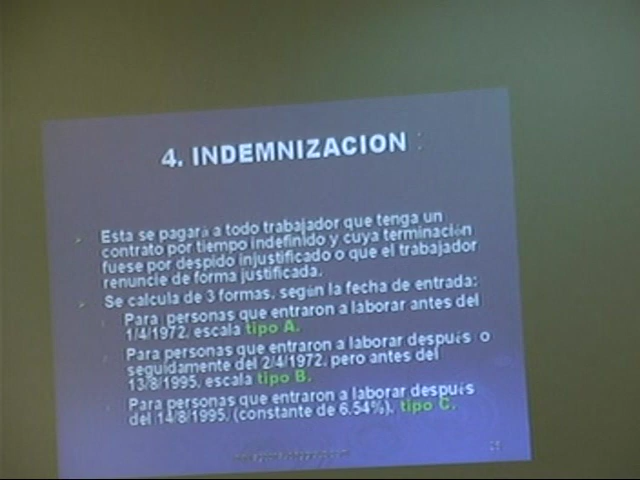 4. INDEMNIZACION :
Esta se pagará a todo trabajador que tenga un
contrato por tiempo indefinido y cuya terminación
fuese por despido injustificado o que el trabajador
renuncie de forma justificada.
Se calcula de 3 formas, según la fecha de entrada:
Para personas que entraron a laborar antes del
1/4/1972, escala tipo A.
Para personas que entraron a laborar después o
seguidamente del 2/4/1972, pero antes del
13/8/1995, escala tipo B.
Para personas que entraron a laborar después
del 14/8/1995, (constante de 6.54%), tipo C.